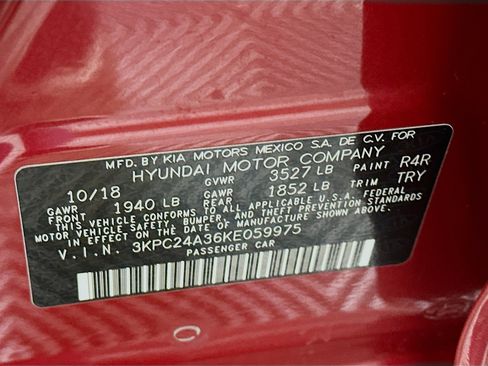 MFD. BY KIA MOTORS MEXICO S.A. DE C.V. FOR
HYUNDAI MOTOR COMPANY
10/18 GVWR 3527 LB PAINT R4R
GAWR 1940 LB GAWR 1852 LB TRIM TRY
THIS VEHICLE CONFORMS TO ALL APPLICABLE U.S.A. FEDERAL
MOTOR VEHICLE SAFETY, BUMPER, AND THEFT PREVENTION STANDARDS
IN EFFECT ON THE DATE OF MANUFACTURE SHOWN ABOVE.
V.I.N. 3KPC24A36KE059975
PASSENGER CAR